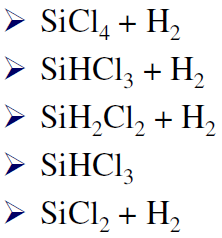 ➢ SiCl₄ + H₂
➢ SiHCl₃ + H₂
➢ SiH₂Cl₂ + H₂
➢ SiHCl₃
➢ SiCl₂ + H₂